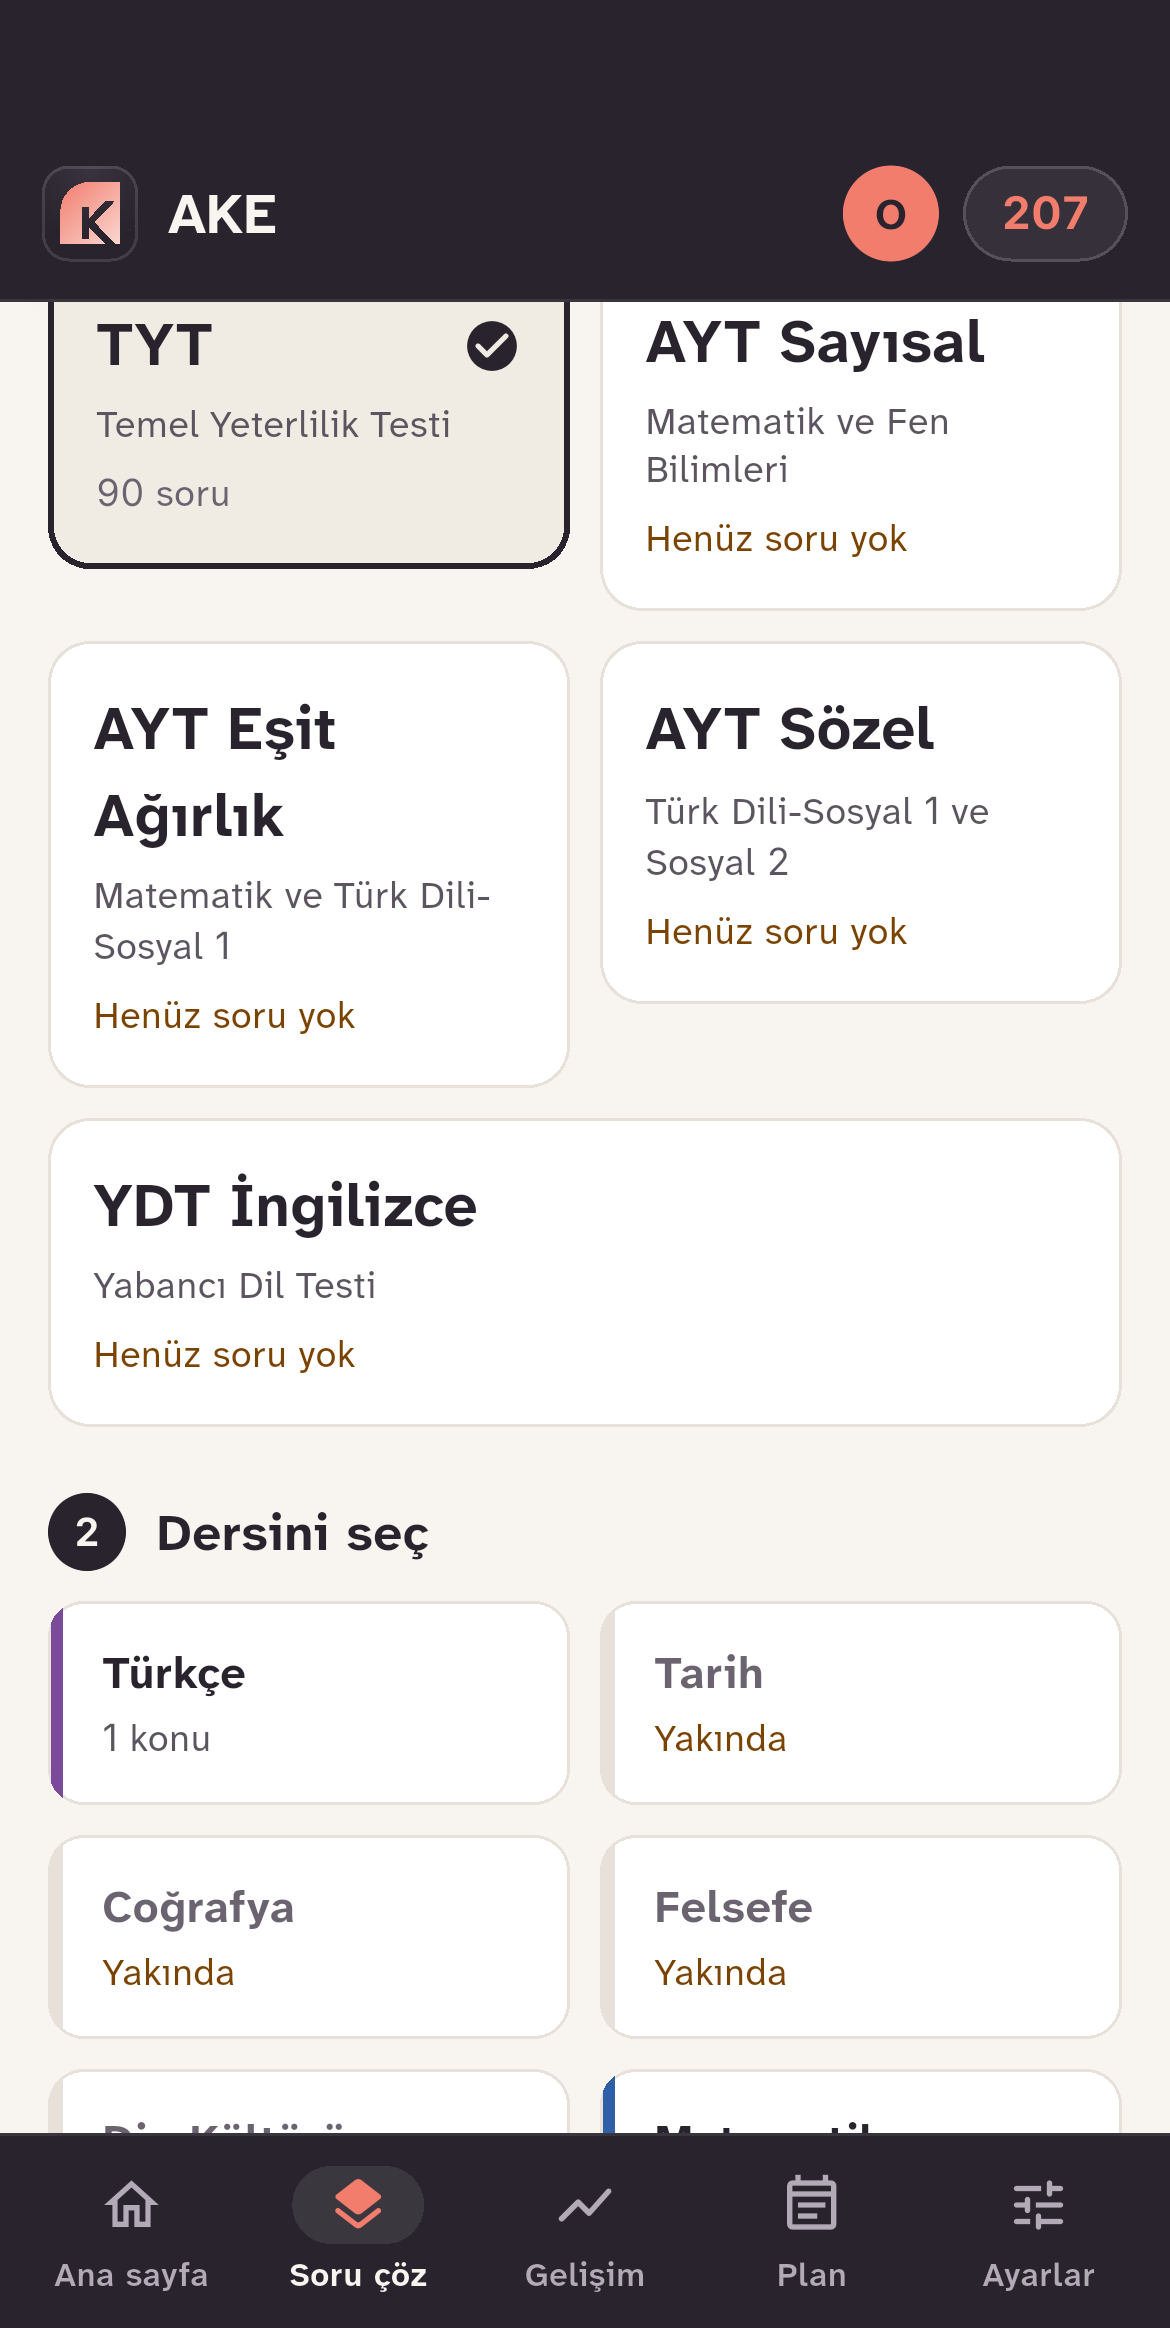 AKE
O
207
TYT
Temel Yeterlilik Testi
90 soru
AYT Sayısal
Matematik ve Fen
Bilimleri
Henüz soru yok
AYT Eşit
Ağırlık
Matematik ve Türk Dili-
Sosyal 1
Henüz soru yok
AYT Sözel
Türk Dili-Sosyal 1 ve
Sosyal 2
Henüz soru yok
YDT İngilizce
Yabancı Dil Testi
Henüz soru yok
2
Dersini seç
Türkçe
1 konu
Tarih
Yakında
Coğrafya
Yakında
Felsefe
Yakında
Din Kültürü
Matematik
Ana sayfa
Soru çöz
Gelişim
Plan
Ayarlar